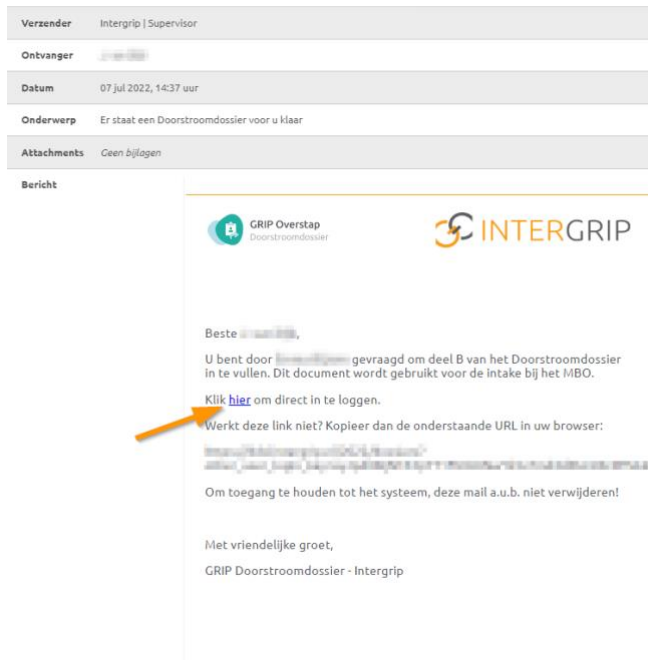 Verzender Intergrip | Supervisor
Ontvanger
Datum 07 jul 2022, 14:37 uur
Onderwerp Er staat een Doorstroomdossier voor u klaar
Attachments Geen bijlagen
Bericht
GRIP Overstap
Doorstroomdossier
INTERGRIP
Beste ,
U bent door gevraagd om deel B van het Doorstroomdossier
in te vullen. Dit document wordt gebruikt voor de intake bij het MBO.
Klik hier om direct in te loggen.
Werkt deze link niet? Kopieer dan de onderstaande URL in uw browser:
Om toegang te houden tot het systeem, deze mail a.u.b. niet verwijderen!
Met vriendelijke groet,
GRIP Doorstroomdossier - Intergrip